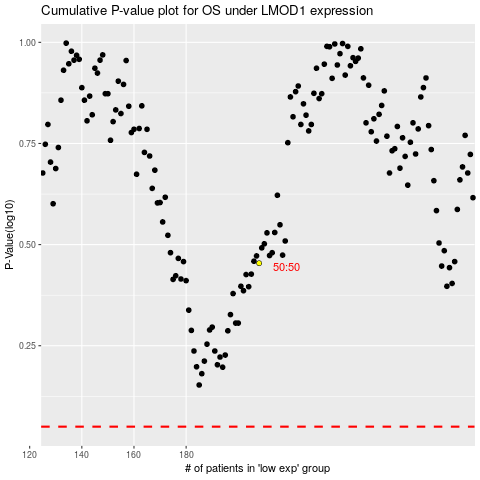 Cumulative P-value plot for OS under LMOD1 expression
P-Value(log10)
1.00
0.75
0.50
0.25
50:50
120 140 160 180
# of patients in 'low exp' group